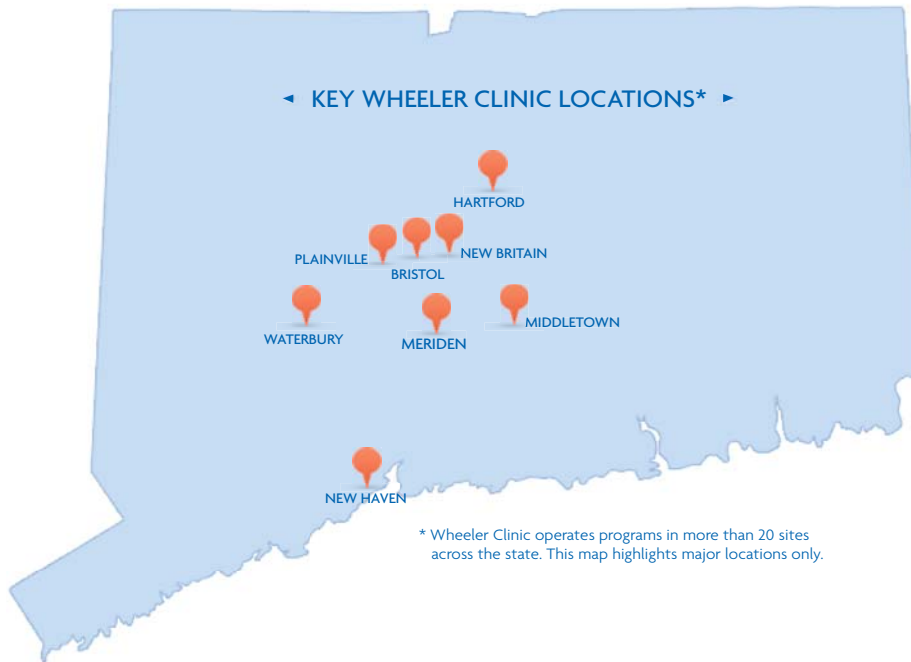 KEY WHEELER CLINIC LOCATIONS*
HARTFORD
NEW BRITAIN
PLAINVILLE
BRISTOL
WATERBURY
MERIDEN
MIDDLETOWN
NEW HAVEN
* Wheeler Clinic operates programs in more than 20 sites
across the state. This map highlights major locations only.